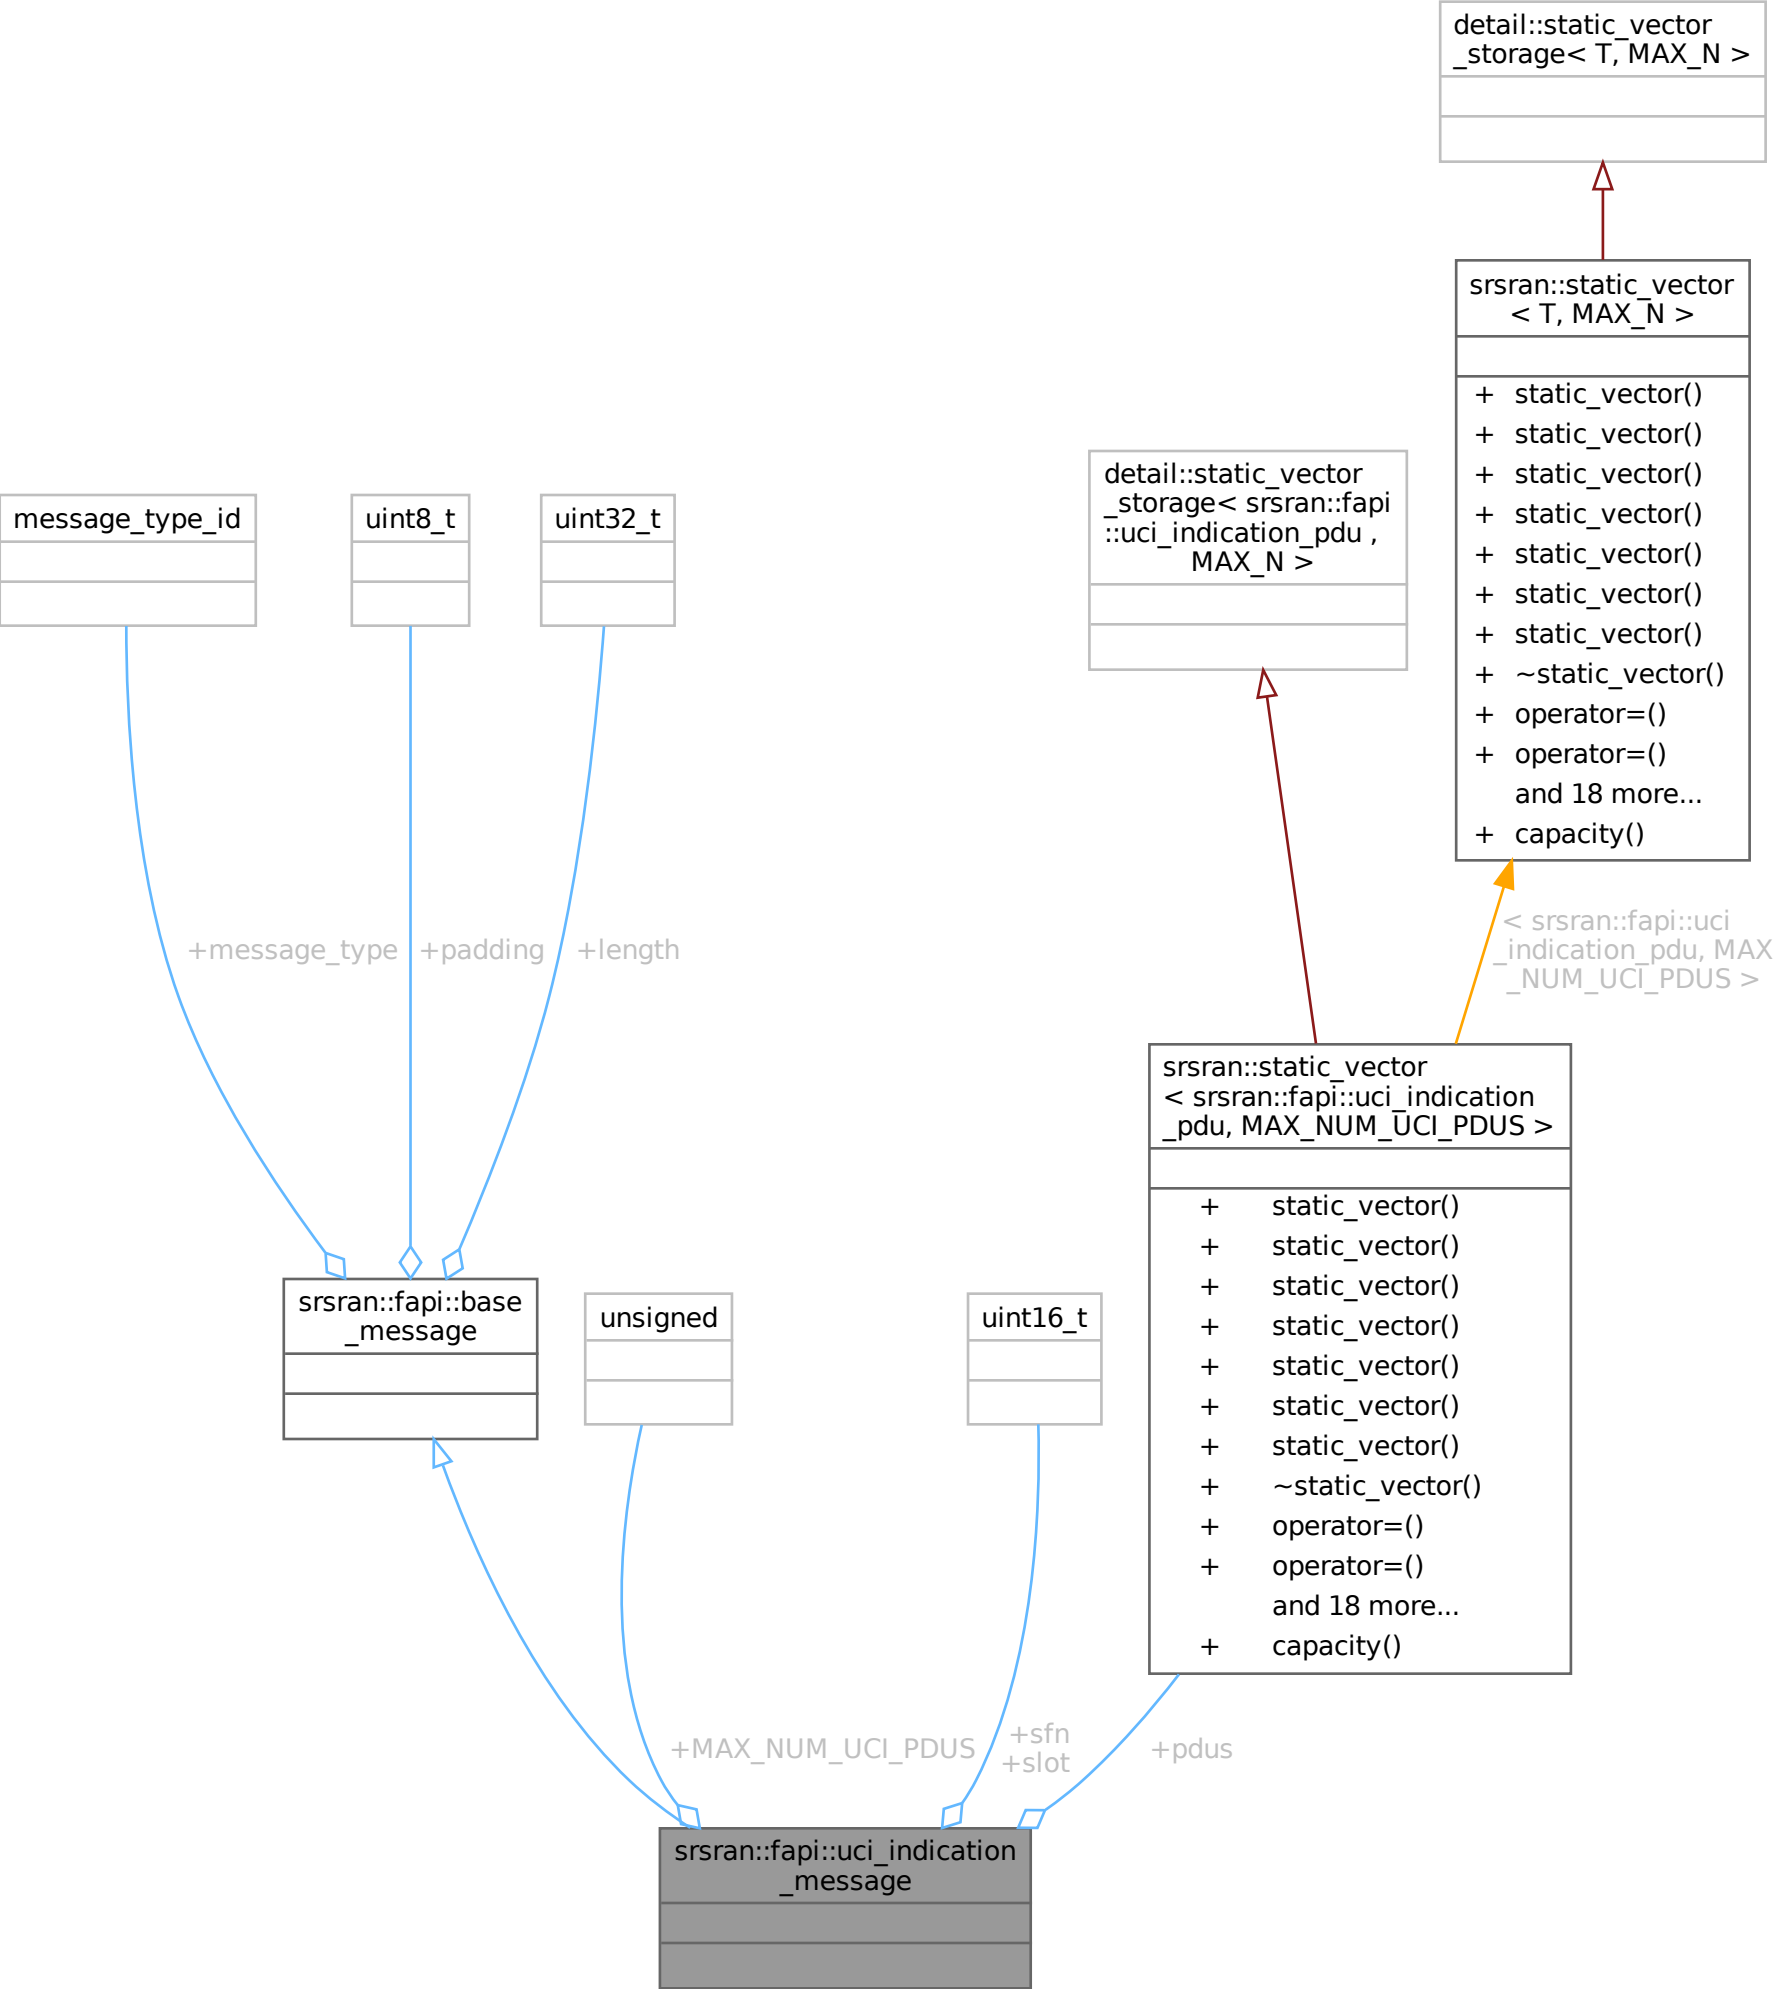 detail::static_vector
_storage< T, MAX_N >
srsran::static_vector
< T, MAX_N >
+ static_vector()
+ static_vector()
+ static_vector()
+ static_vector()
+ static_vector()
+ static_vector()
+ static_vector()
+ ~static_vector()
+ operator=()
+ operator=()
and 18 more...
+ capacity()
detail::static_vector
_storage< srsran::fapi
::uci_indication_pdu ,
MAX_N >
message_type_id
uint8_t
uint32_t
+message_type
+padding
+length
< srsran::fapi::uci
_indication_pdu, MAX
_NUM_UCI_PDUS >
srsran::static_vector
< srsran::fapi::uci_indication
_pdu, MAX_NUM_UCI_PDUS >
+ static_vector()
+ static_vector()
+ static_vector()
+ static_vector()
+ static_vector()
+ static_vector()
+ static_vector()
+ ~static_vector()
+ operator=()
+ operator=()
and 18 more...
+ capacity()
srsran::fapi::base
_message
unsigned
uint16_t
+MAX_NUM_UCI_PDUS
+sfn
+slot
+pdus
srsran::fapi::uci_indication
_message